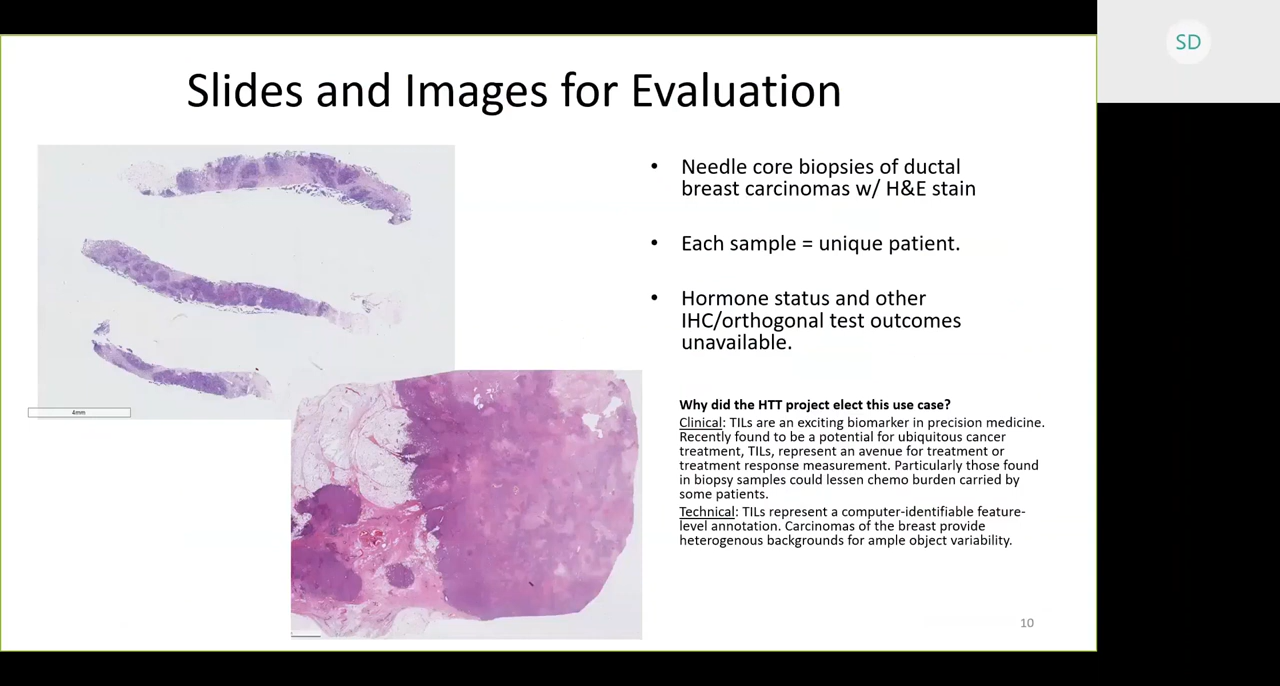 SD
Slides and Images for Evaluation
• Needle core biopsies of ductal
breast carcinomas w/ H&E stain
• Each sample = unique patient.
• Hormone status and other
IHC/orthogonal test outcomes
unavailable.
4mm
Why did the HTT project elect this use case?
Clinical: TILs are an exciting biomarker in precision medicine.
Recently found to be a potential for ubiquitous cancer
treatment, TILs, represent an avenue for treatment or
treatment response measurement. Particularly those found
in biopsy samples could lessen chemo burden carried by
some patients.
Technical: TILs represent a computer-identifiable feature-
level annotation. Carcinomas of the breast provide
heterogenous backgrounds for ample object variability.
10